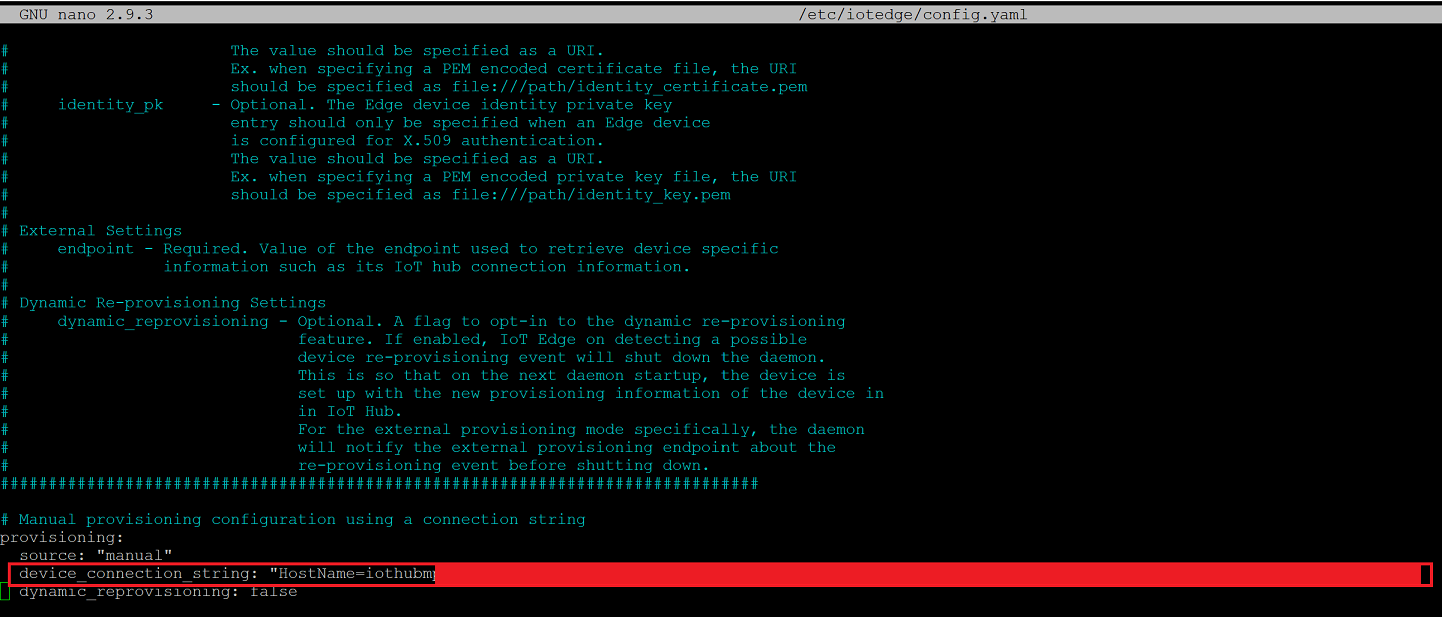 GNU nano 2.9.3 /etc/iotedge/config.yaml
# The value should be specified as a URI.
# Ex. when specifying a PEM encoded certificate file, the URI
# should be specified as file:///path/identity_certificate.pem
# identity_pk - Optional. The Edge device identity private key
# entry should only be specified when an Edge device
# is configured for X.509 authentication.
# The value should be specified as a URI.
# Ex. when specifying a PEM encoded private key file, the URI
# should be specified as file:///path/identity_key.pem
#
# External Settings
# endpoint - Required. Value of the endpoint used to retrieve device specific
# information such as its IoT hub connection information.
#
# Dynamic Re-provisioning Settings
# dynamic_reprovisioning - Optional. A flag to opt-in to the dynamic re-provisioning
# feature. If enabled, IoT Edge on detecting a possible
# device re-provisioning event will shut down the daemon.
# This is so that on the next daemon startup, the device is
# set up with the new provisioning information of the device in
# in IoT Hub.
# For the external provisioning mode specifically, the daemon
# will notify the external provisioning endpoint about the
# re-provisioning event before shutting down.
###############################################################################
# Manual provisioning configuration using a connection string
provisioning:
source: "manual"
device_connection_string: "HostName=iothubm
dynamic_reprovisioning: false